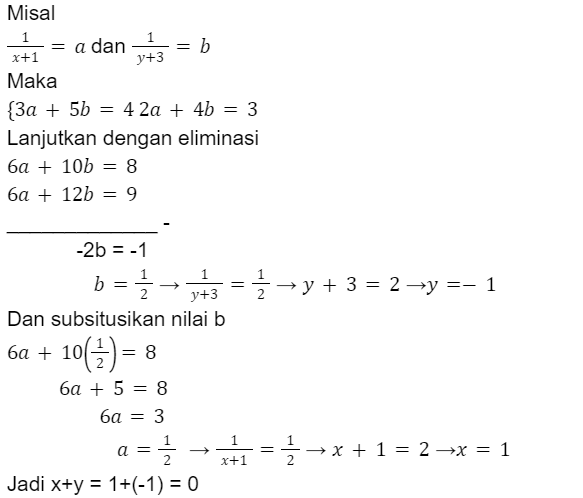 Misal
1/(x+1) = a dan 1/(y+3) = b
Maka
{3a + 5b = 4 2a + 4b = 3
Lanjutkan dengan eliminasi
6a + 10b = 8
6a + 12b = 9
______________ -
-2b = -1
b = 1/2 → 1/(y+3) = 1/2 → y + 3 = 2 →y =− 1
Dan subsitusikan nilai b
6a + 10(1/2) = 8
6a + 5 = 8
6a = 3
a = 1/2 → 1/(x+1) = 1/2 → x + 1 = 2 →x = 1
Jadi x+y = 1+(-1) = 0